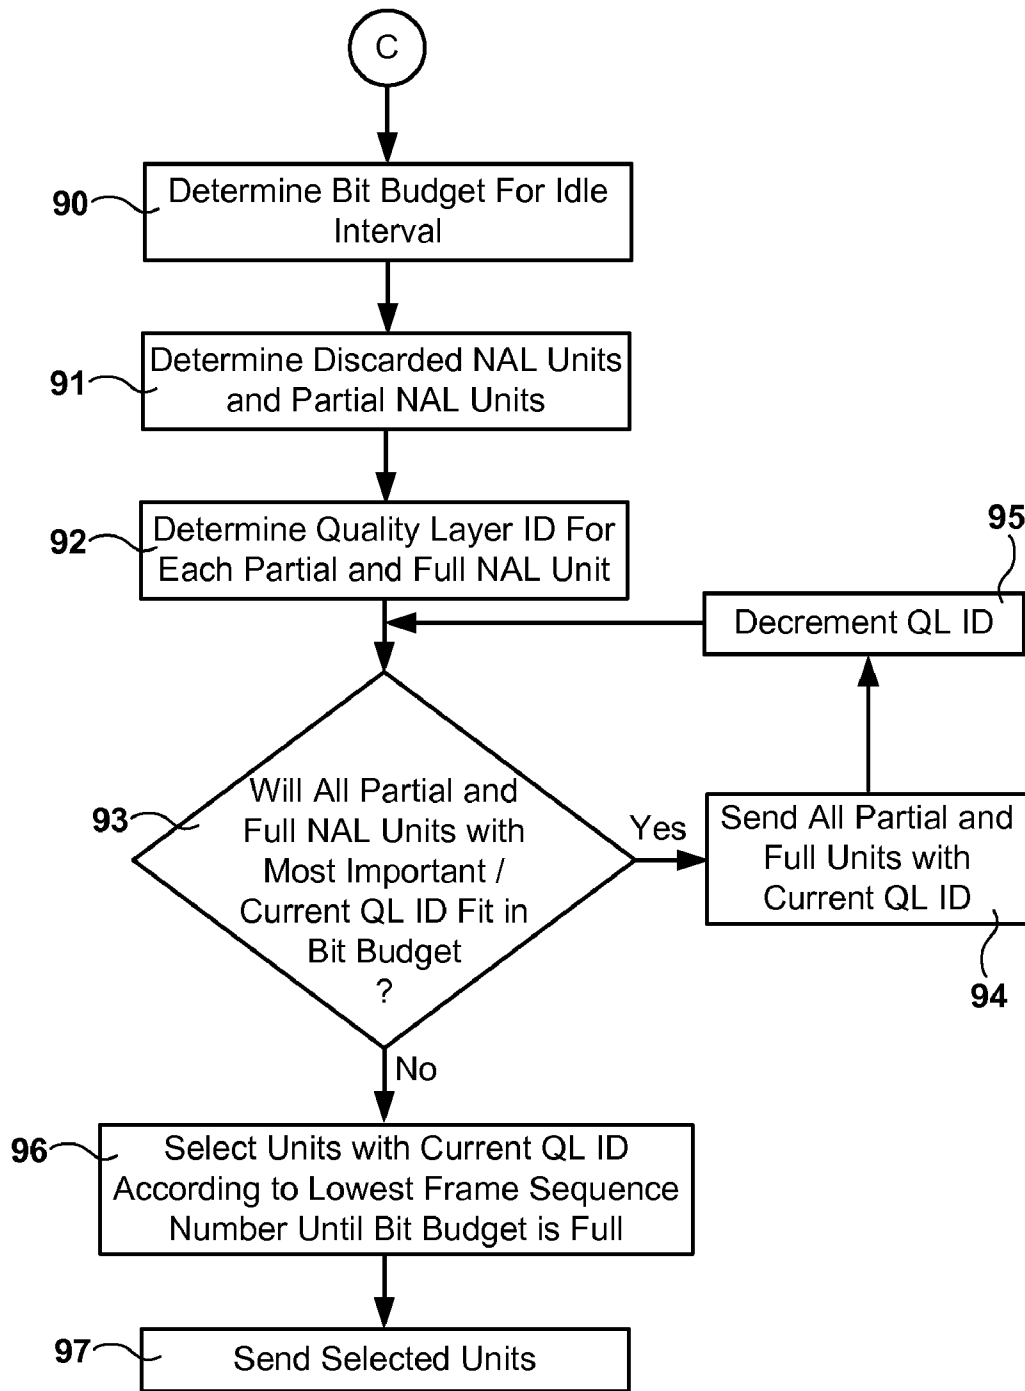 C
90
Determine Bit Budget For Idle
Interval
91
Determine Discarded NAL Units
and Partial NAL Units
92
Determine Quality Layer ID For
Each Partial and Full NAL Unit
95
Decrement QL ID
93
Will All Partial and
Full NAL Units with
Most Important /
Current QL ID Fit in
Bit Budget
?
Yes
Send All Partial and
Full Units with
Current QL ID
94
No
96
Select Units with Current QL ID
According to Lowest Frame Sequence
Number Until Bit Budget is Full
97
Send Selected Units